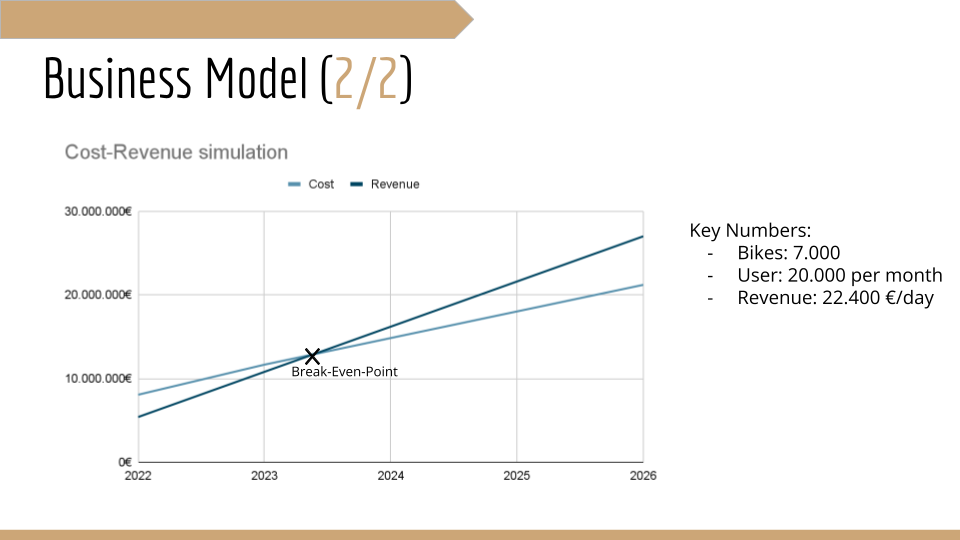 Business Model (2/2)
Cost-Revenue simulation
Cost Revenue
30.000.000€
20.000.000€
10.000.000€
0€
Break-Even-Point
2022 2023 2024 2025 2026
Key Numbers:
- Bikes: 7.000
- User: 20.000 per month
- Revenue: 22.400 €/day